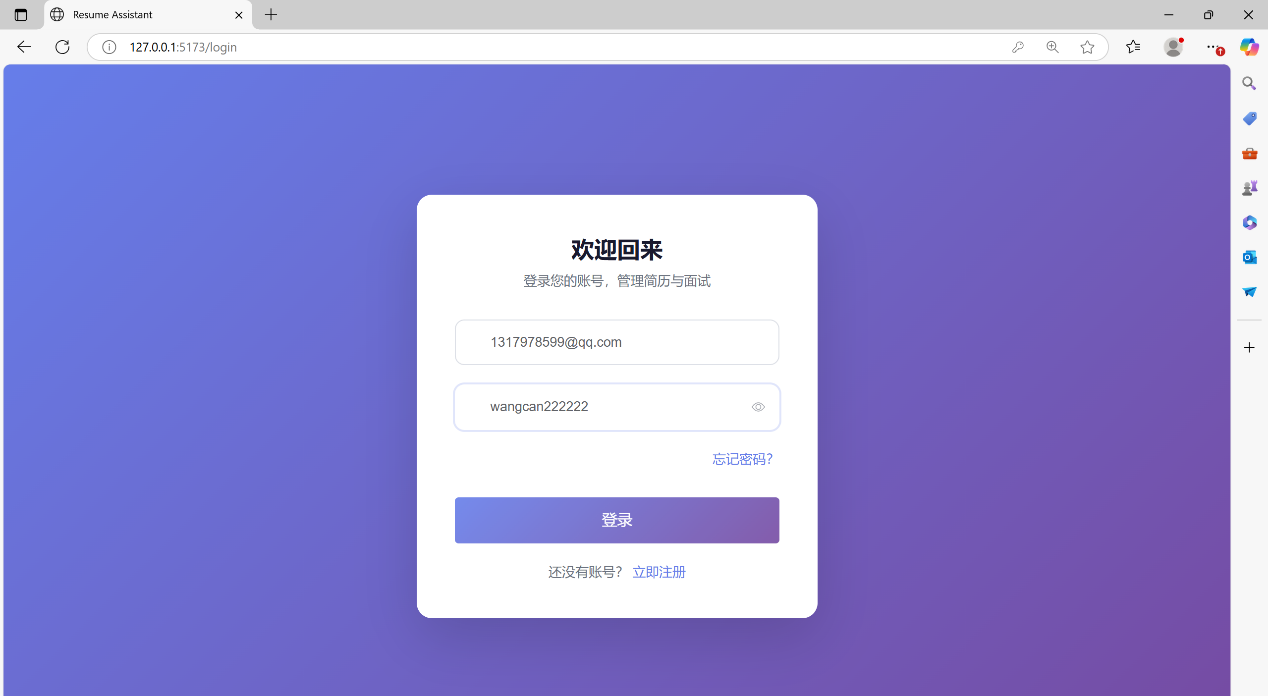 Resume Assistant
127.0.0.1:5173/login
欢迎回来
登录您的账号，管理简历与面试
1317978599@qq.com
wangcan222222
忘记密码?
登录
还没有账号? 立即注册